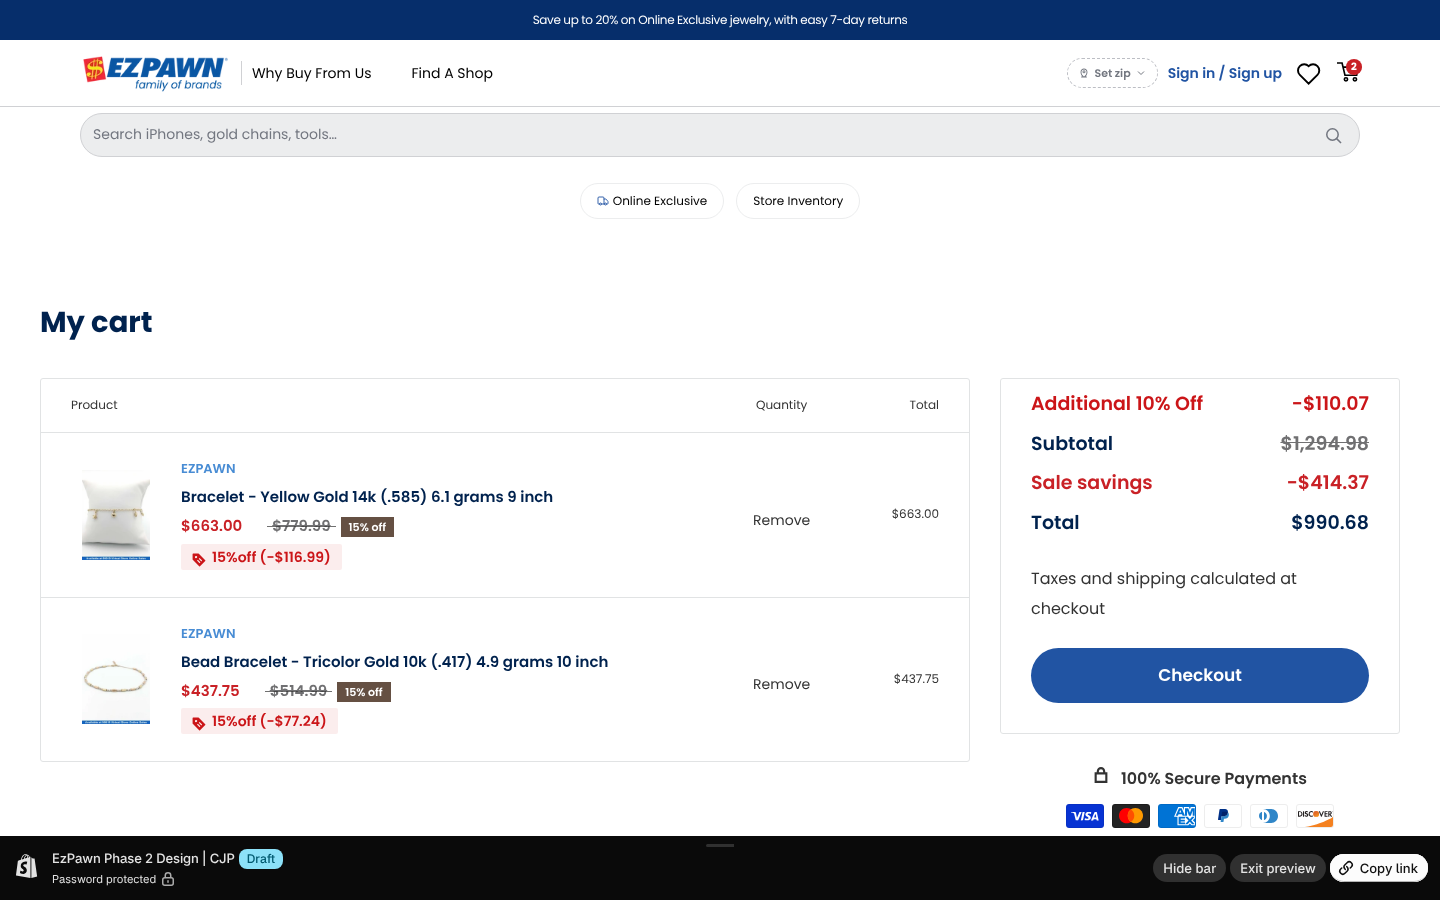 Save up to 20% on Online Exclusive jewelry, with easy 7-day returns
EZPAWN
family of brands
Why Buy From Us
Find A Shop
Set zip
Sign in / Sign up
2
Search iPhones, gold chains, tools...
Online Exclusive
Store Inventory
My cart
Product
Quantity
Total
EZPAWN
Bracelet - Yellow Gold 14k (.585) 6.1 grams 9 inch
$663.00 $779.99 15% off
15%off (-$116.99)
Remove
$663.00
EZPAWN
Bead Bracelet - Tricolor Gold 10k (.417) 4.9 grams 10 inch
$437.75 $514.99 15% off
15%off (-$77.24)
Remove
$437.75
Additional 10% Off -$110.07
Subtotal $1,294.98
Sale savings -$414.37
Total $990.68
Taxes and shipping calculated at
checkout
Checkout
100% Secure Payments
VISA
AMEX
DISCOVER
EzPawn Phase 2 Design | CJP Draft
Password protected
Hide bar
Exit preview
Copy link